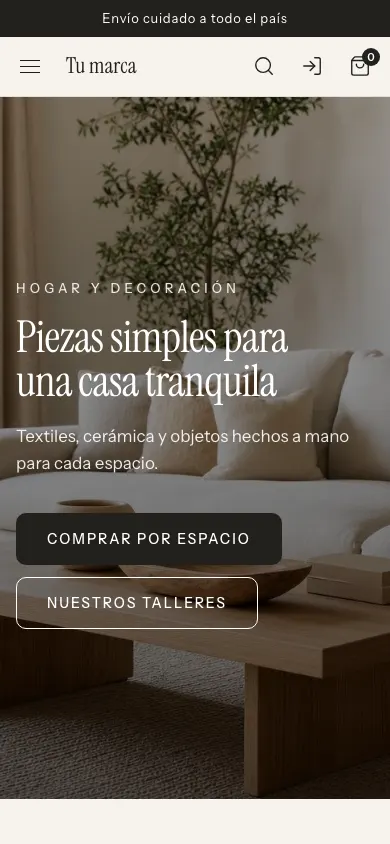 Envío cuidado a todo el país
Tu marca
0
HOGAR Y DECORACIÓN
Piezas simples para
una casa tranquila
Textiles, cerámica y objetos hechos a mano
para cada espacio.
COMPRAR POR ESPACIO
NUESTROS TALLERES